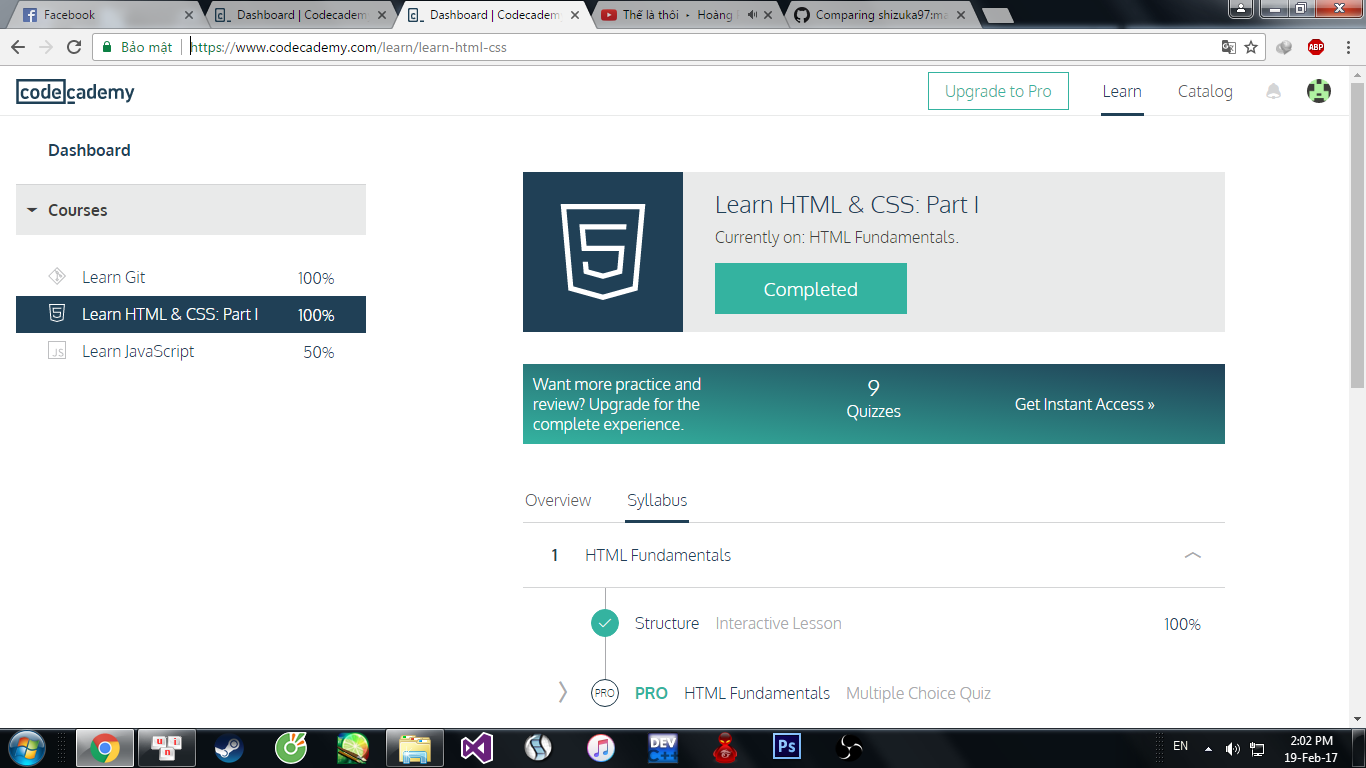 Facebook
Dashboard | Codecadem
Dashboard | Codecadem
Thế là thôi ‣ Hoàng
Comparing shizuka97:ma
Bảo mật
https://www.codecademy.com/learn/learn-html-css
ABP
codecademy
Upgrade to Pro
Learn
Catalog
Dashboard
Courses
Learn Git 100%
Learn HTML & CSS: Part I 100%
JS Learn JavaScript 50%
Learn HTML & CSS: Part I
Currently on: HTML Fundamentals.
Completed
Want more practice and
review? Upgrade for the
complete experience.
9
Quizzes
Get Instant Access »
Overview Syllabus
1 HTML Fundamentals
Structure Interactive Lesson 100%
PRO PRO HTML Fundamentals Multiple Choice Quiz
u n i
DEV
C++
Ps
EN
2:02 PM
19-Feb-17